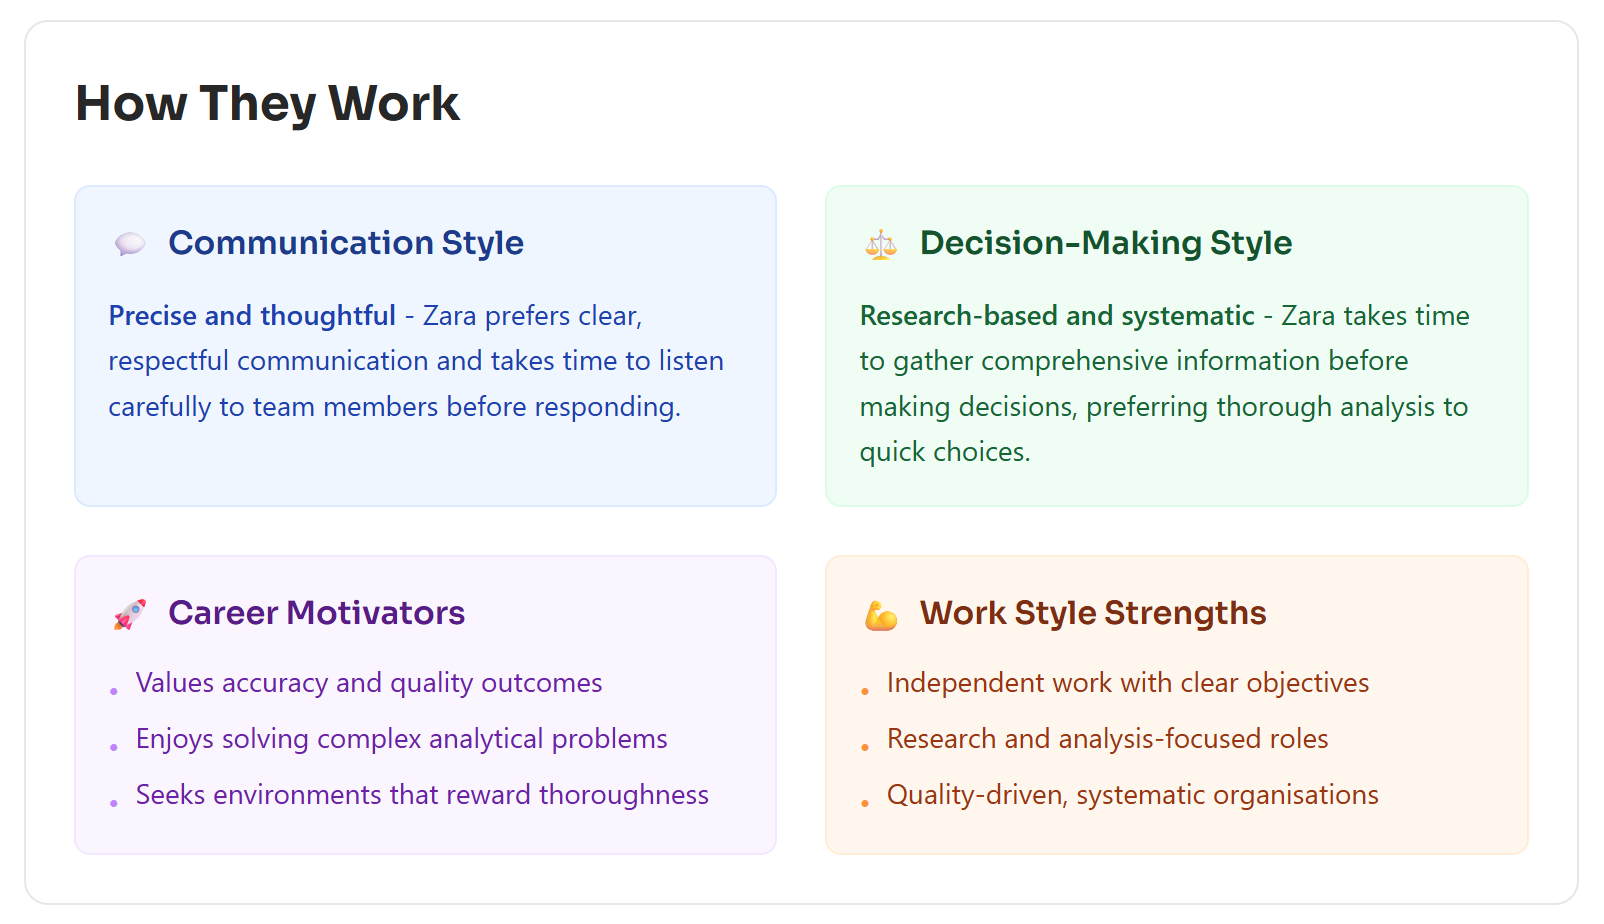 How They Work
Communication Style
Precise and thoughtful - Zara prefers clear,
respectful communication and takes time to listen
carefully to team members before responding.
Decision-Making Style
Research-based and systematic - Zara takes time
to gather comprehensive information before
making decisions, preferring thorough analysis to
quick choices.
Career Motivators
• Values accuracy and quality outcomes
• Enjoys solving complex analytical problems
• Seeks environments that reward thoroughness
Work Style Strengths
• Independent work with clear objectives
• Research and analysis-focused roles
• Quality-driven, systematic organisations